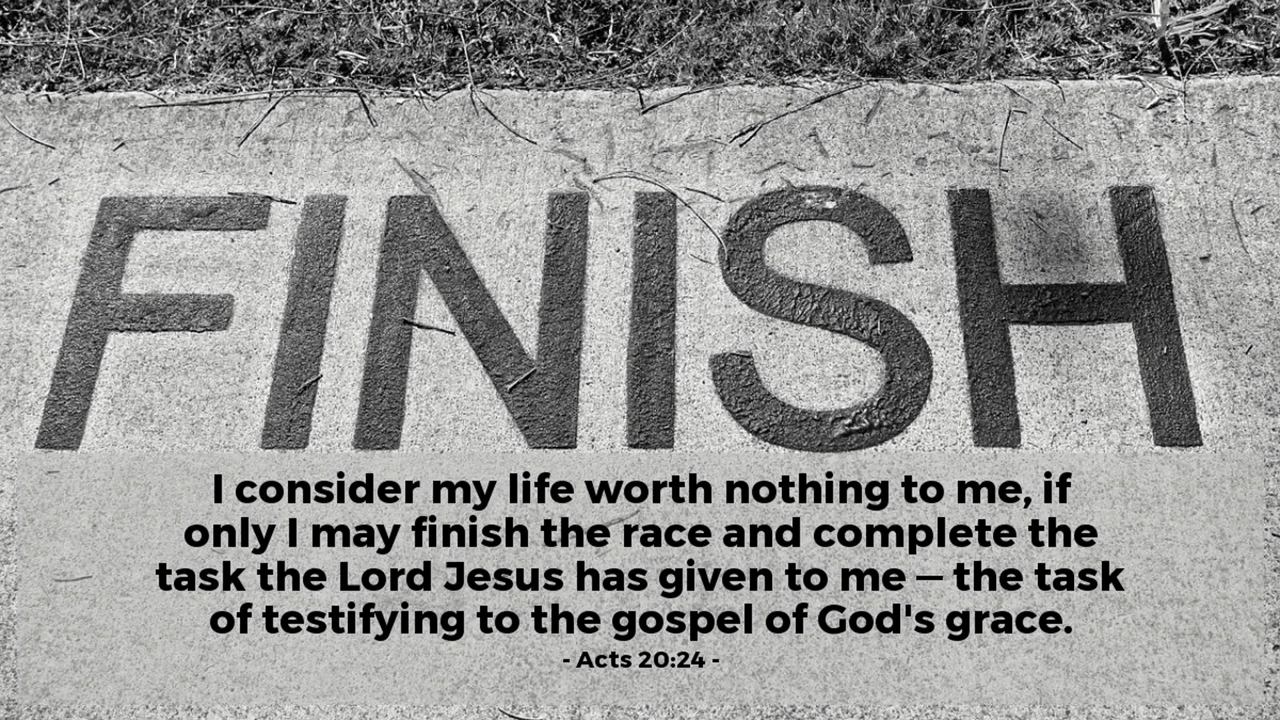 FINISH
I consider my life worth nothing to me, if
only I may finish the race and complete the
task the Lord Jesus has given to me — the task
of testifying to the gospel of God's grace.
- Acts 20:24 -